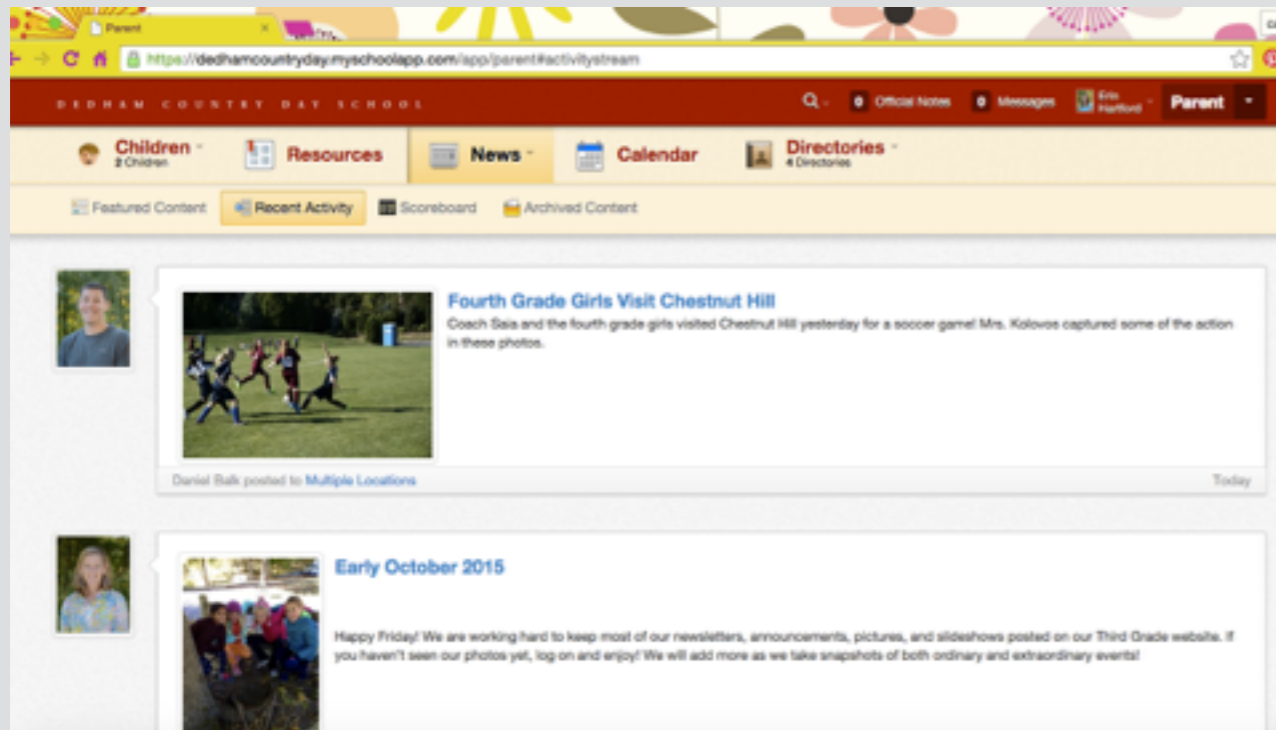 Parent
https://dedhamcountryday.myschoolapp.com/app/parent#activitystream
DEDHAM COUNTRY DAY SCHOOL
0 Official Notes
0 Messages
Erin
Hartford
Parent
Children
2 Children
Resources
News
Calendar
Directories
4 Directories
Featured Content
Recent Activity
Scoreboard
Archived Content
Fourth Grade Girls Visit Chestnut Hill
Coach Saia and the fourth grade girls visited Chestnut Hill yesterday for a soccer game! Mrs. Kolovos captured some of the action
in these photos.
Daniel Balk posted to Multiple Locations
Today
Early October 2015
Happy Friday! We are working hard to keep most of our newsletters, announcements, pictures, and slideshows posted on our Third Grade website. If
you haven't seen our photos yet, log on and enjoy! We will add more as we take snapshots of both ordinary and extraordinary events!